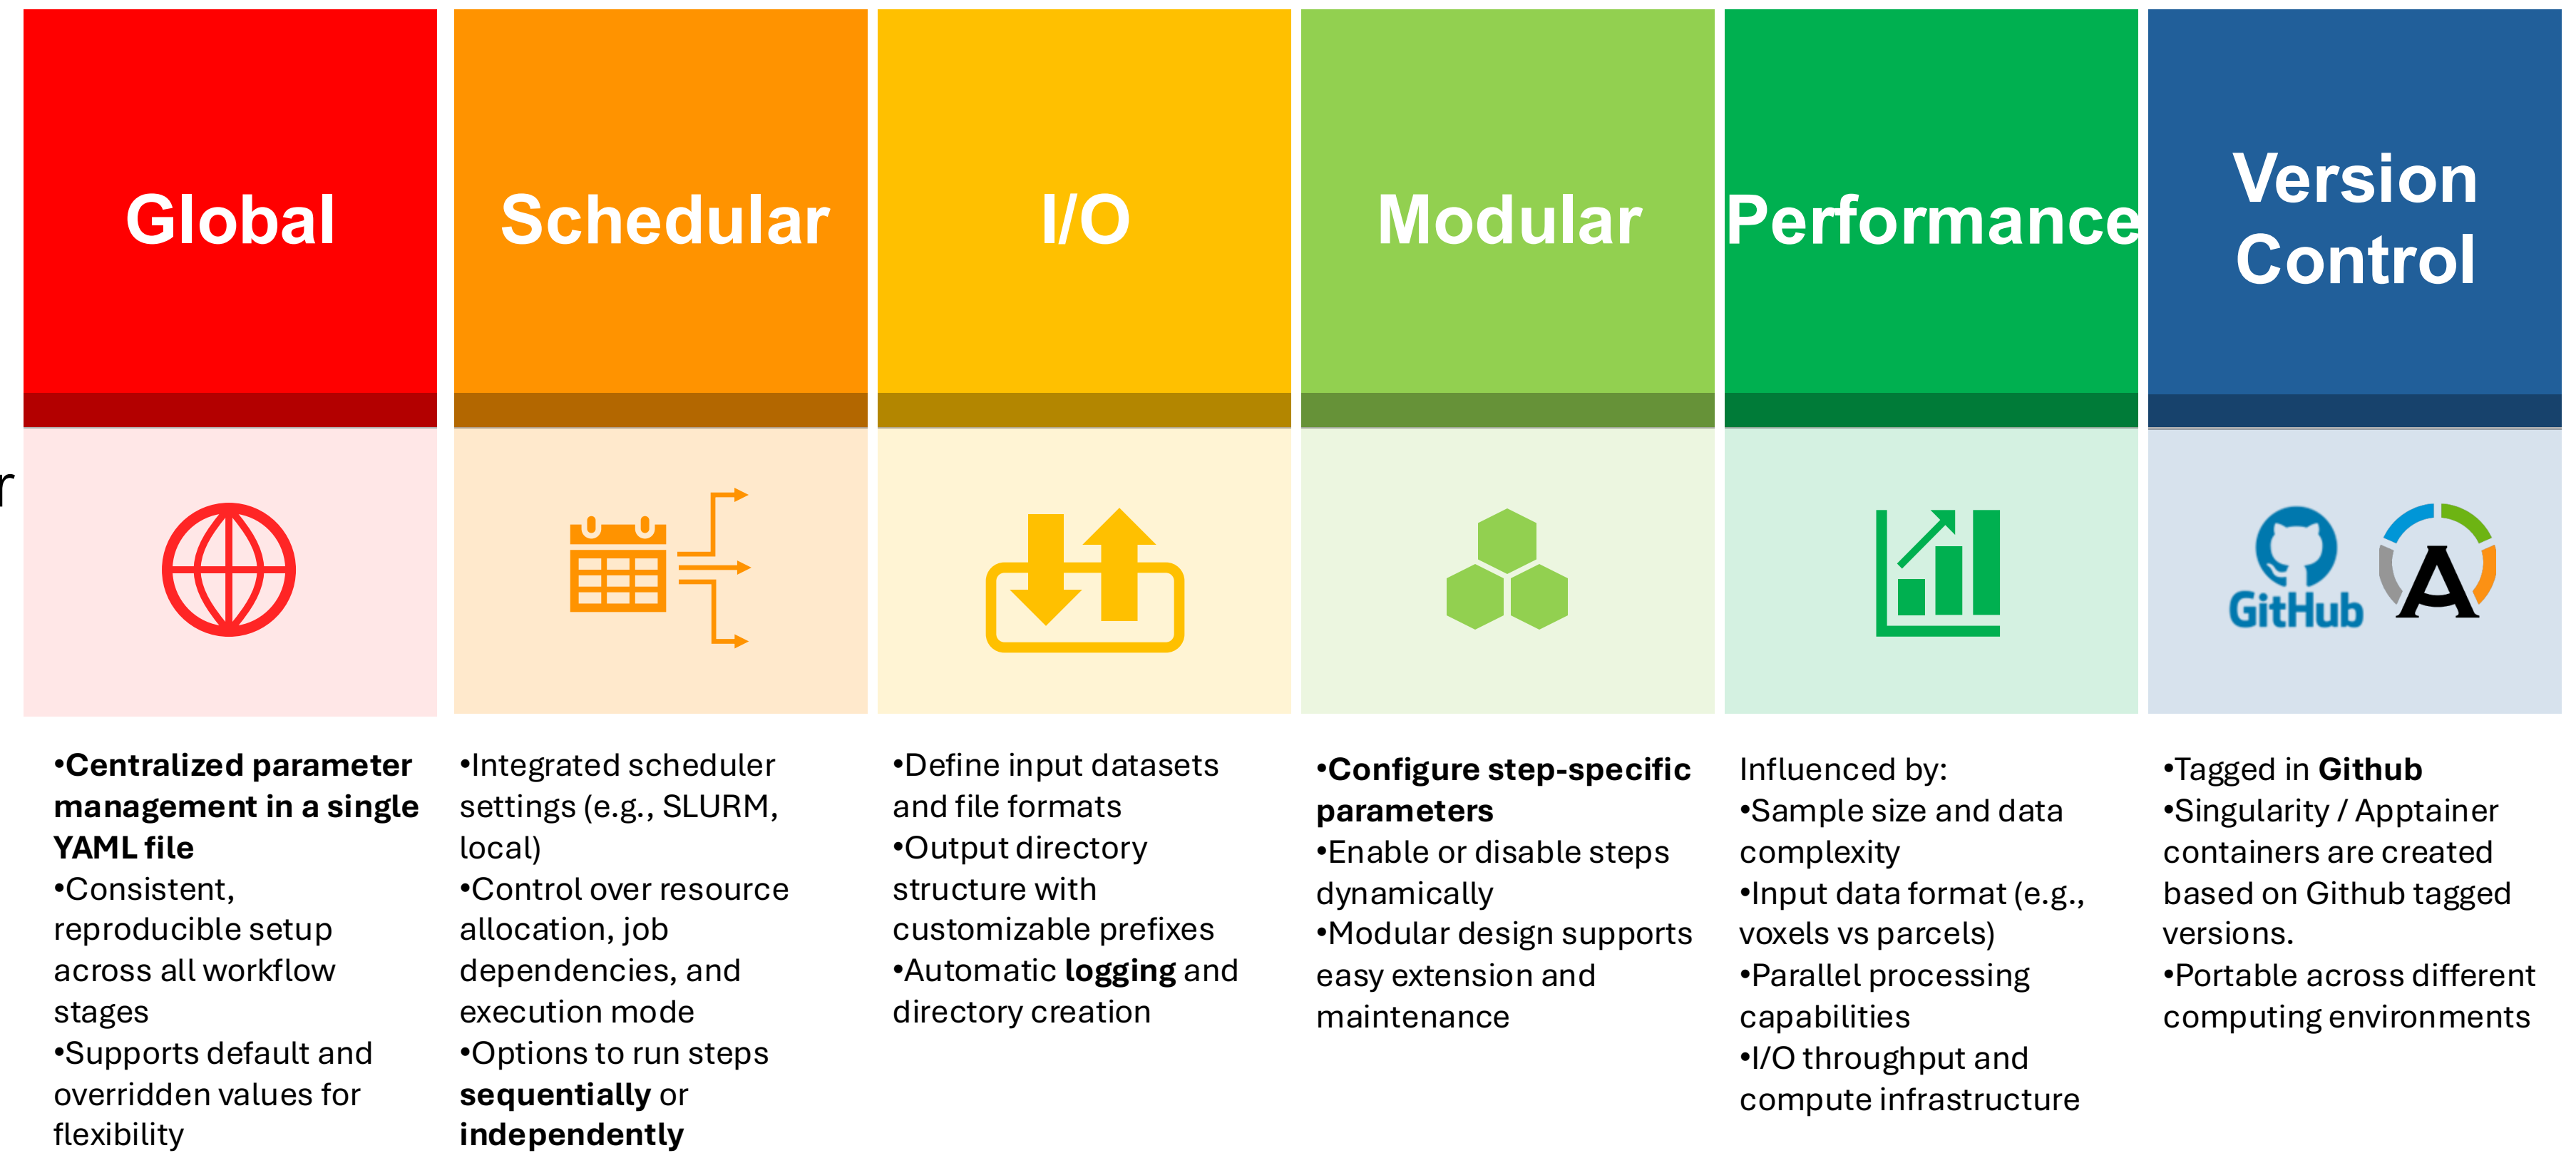 Global
Schedular
I/O
Modular
Performance
Version
Control
r
GitHub
A
•Centralized parameter
management in a single
YAML file
•Consistent,
reproducible setup
across all workflow
stages
•Supports default and
overridden values for
flexibility
•Integrated scheduler
settings (e.g., SLURM,
local)
•Control over resource
allocation, job
dependencies, and
execution mode
•Options to run steps
sequentially or
independently
•Define input datasets
and file formats
•Output directory
structure with
customizable prefixes
•Automatic logging and
directory creation
•Configure step-specific
parameters
•Enable or disable steps
dynamically
•Modular design supports
easy extension and
maintenance
Influenced by:
•Sample size and data
complexity
•Input data format (e.g.,
voxels vs parcels)
•Parallel processing
capabilities
•I/O throughput and
compute infrastructure
•Tagged in Github
•Singularity / Apptainer
containers are created
based on Github tagged
versions.
•Portable across different
computing environments